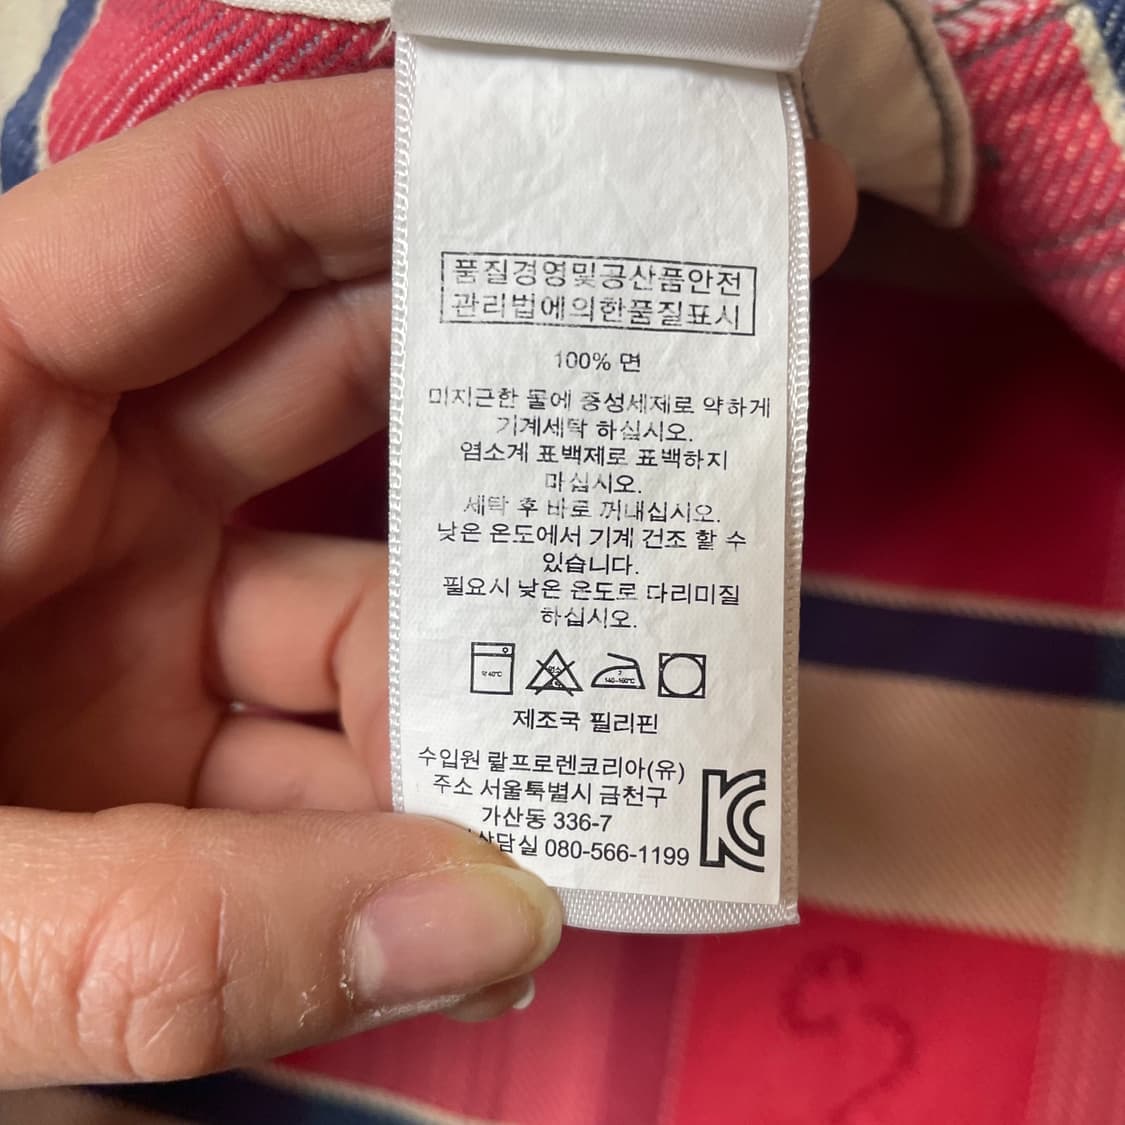 품질경영및공산품안전
관리법에의한품질표시
100% 면
미지근한 물에 중성세제로 약하게
기계세탁 하십시오.
염소계 표백제로 표백하지
마십시오.
세탁 후 바로 꺼내십시오.
낮은 온도에서 기계 건조 할 수
있습니다.
필요시 낮은 온도로 다리미질
하십시오.
약 40℃
2
140~160℃
제조국 필리핀
수입원 랄프로렌코리아(유)
주소 서울특별시 금천구
가산동 336-7
080-566-1199
KC